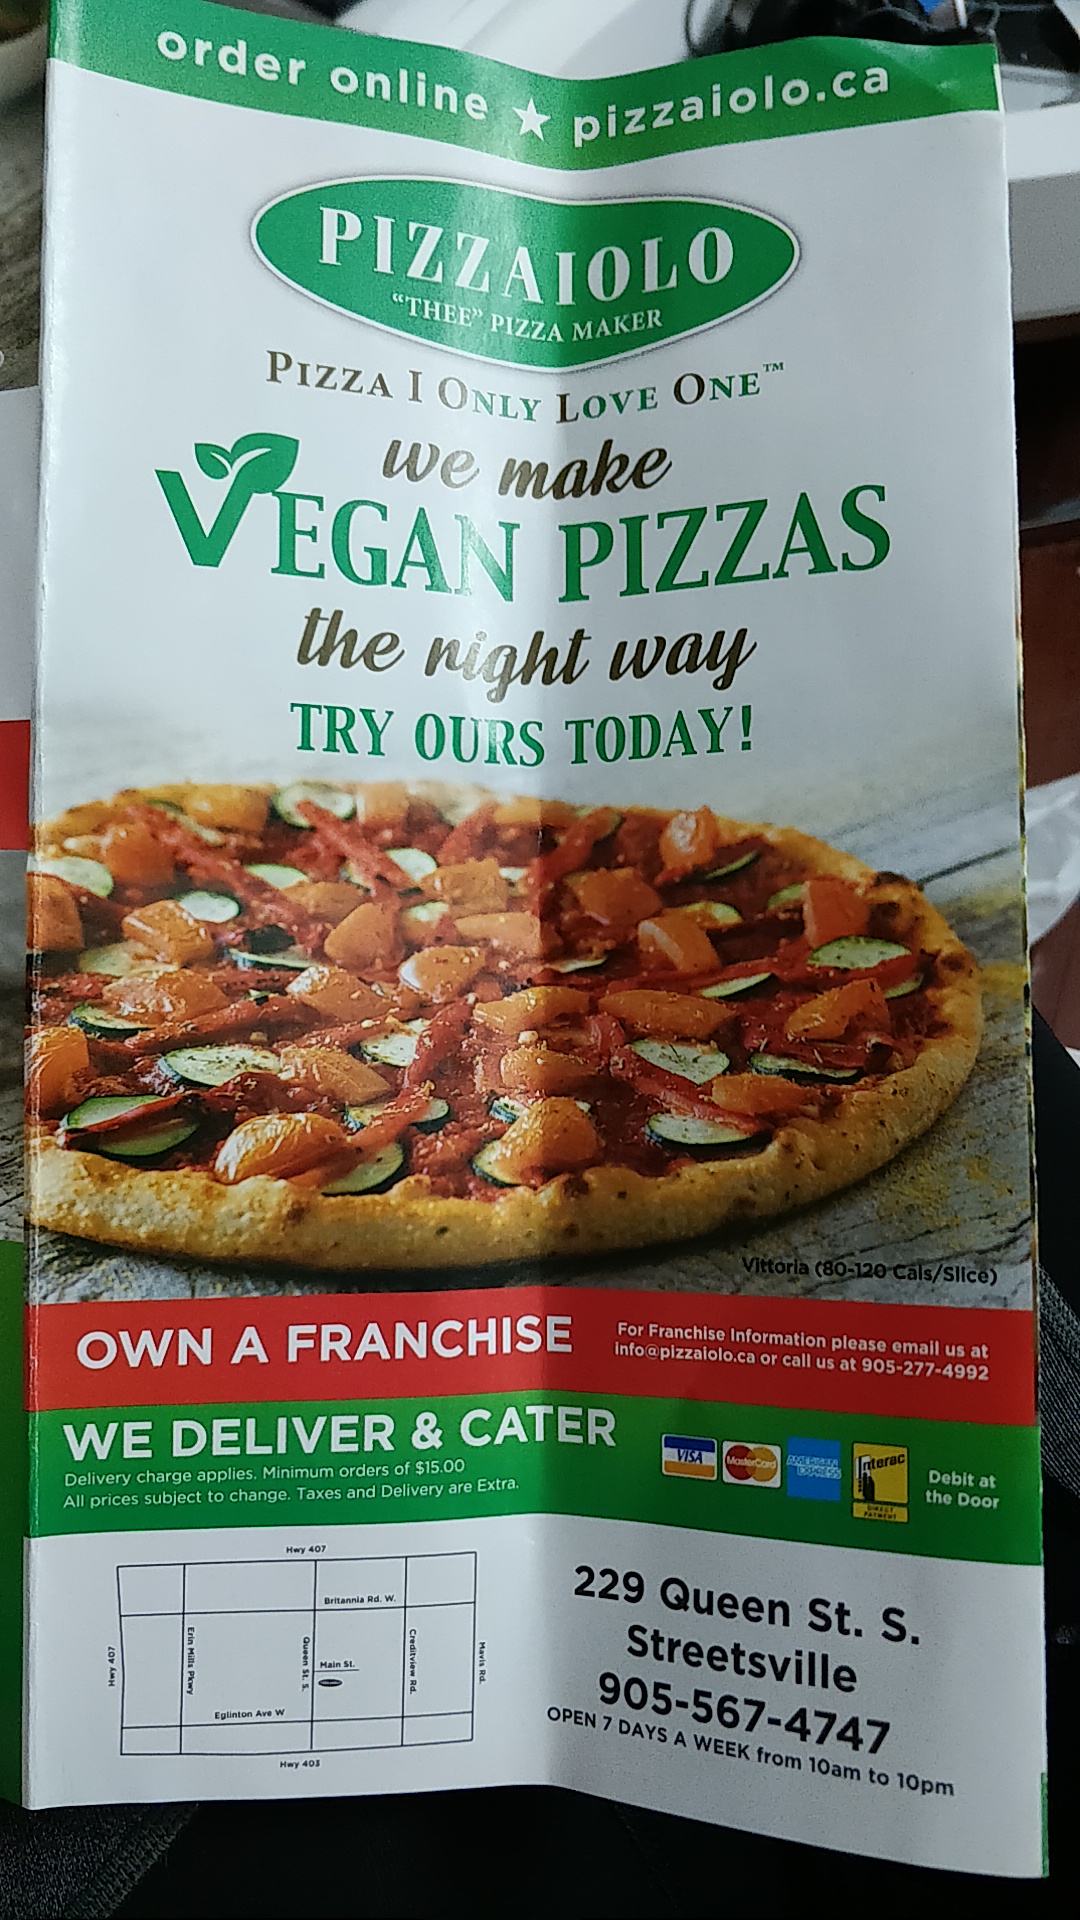 order online ★ pizzaiolo.ca
PIZZAIOLO
“THEE” PIZZA MAKER
PIZZA I ONLY LOVE ONE™
we make
VEGAN PIZZAS
the night way
TRY OURS TODAY!
Vittoria (80-120 Cals/Slice)
OWN A FRANCHISE
For Franchise Information please email us at
info@pizzaiolo.ca or call us at 905-277-4992
WE DELIVER & CATER
Delivery charge applies. Minimum orders of $15.00
All prices subject to change. Taxes and Delivery are Extra.
VISA
MasterCard
AMERICAN
EXPRESS
Interac
DIRECT
PAYMENT
Debit at
the Door
Hwy 407
Britannia Rd. W.
Hwy 407
Erin Mills Pkwy
Queen St. S.
Main St.
Creditview Rd.
Mavis Rd.
Eglinton Ave W
Hwy 403
229 Queen St. S.
Streetsville
905-567-4747
OPEN 7 DAYS A WEEK from 10am to 10pm